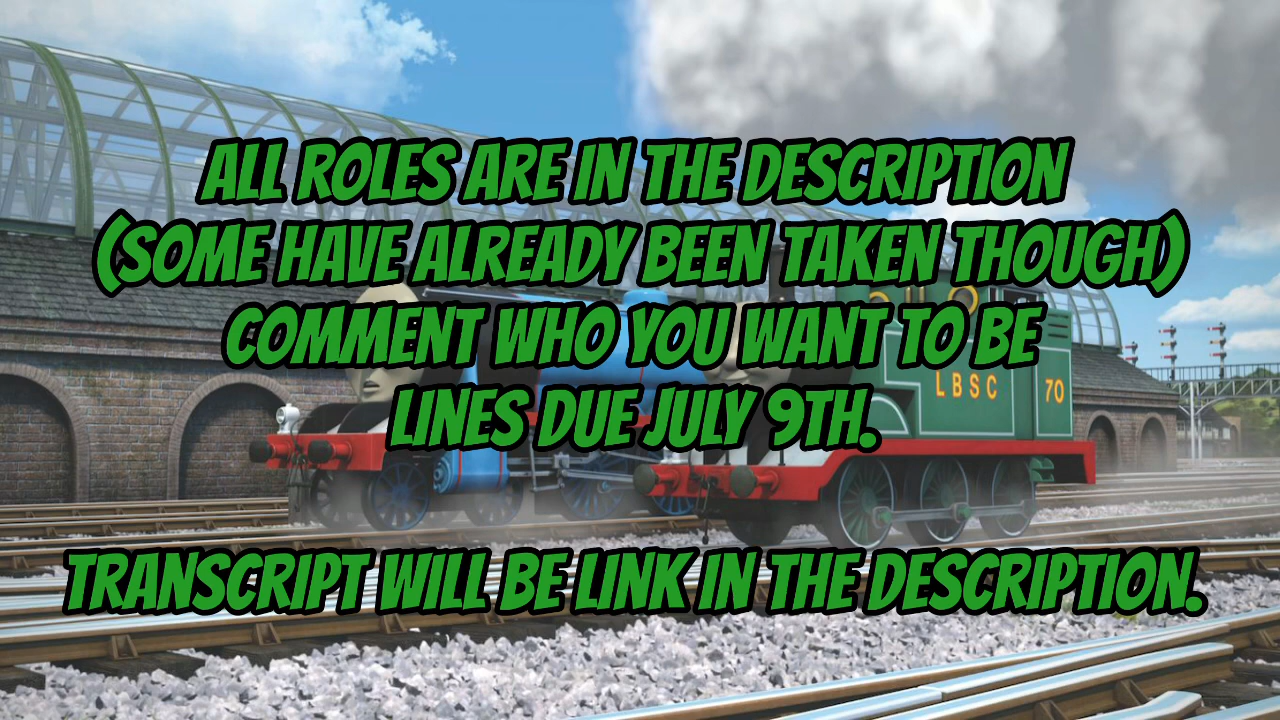 ALL ROLES ARE IN THE DESCRIPTION
(SOME HAVE ALREADY BEEN TAKEN THOUGH)
COMMENT WHO YOU WANT TO BE
LINES DUE JULY 9TH.
LBSC 70
TRANSCRIPT WILL BE LINK IN THE DESCRIPTION.